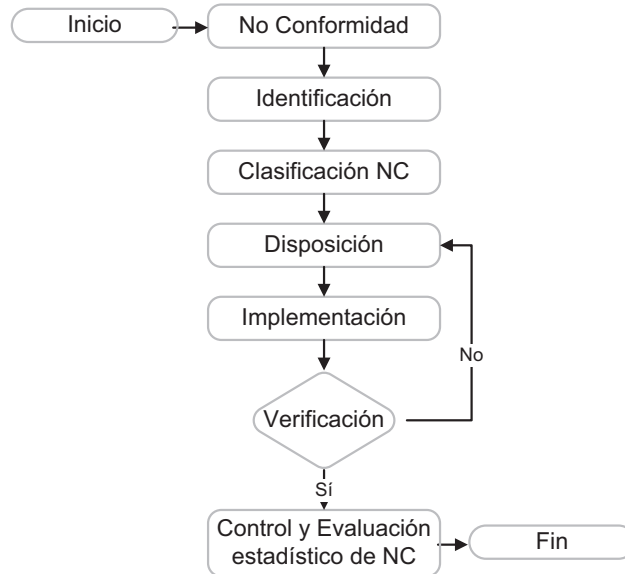 Inicio
No Conformidad
Identificación
Clasificación NC
Disposición
Implementación
No
Verificación
Sí
Control y Evaluación
estadístico de NC
Fin